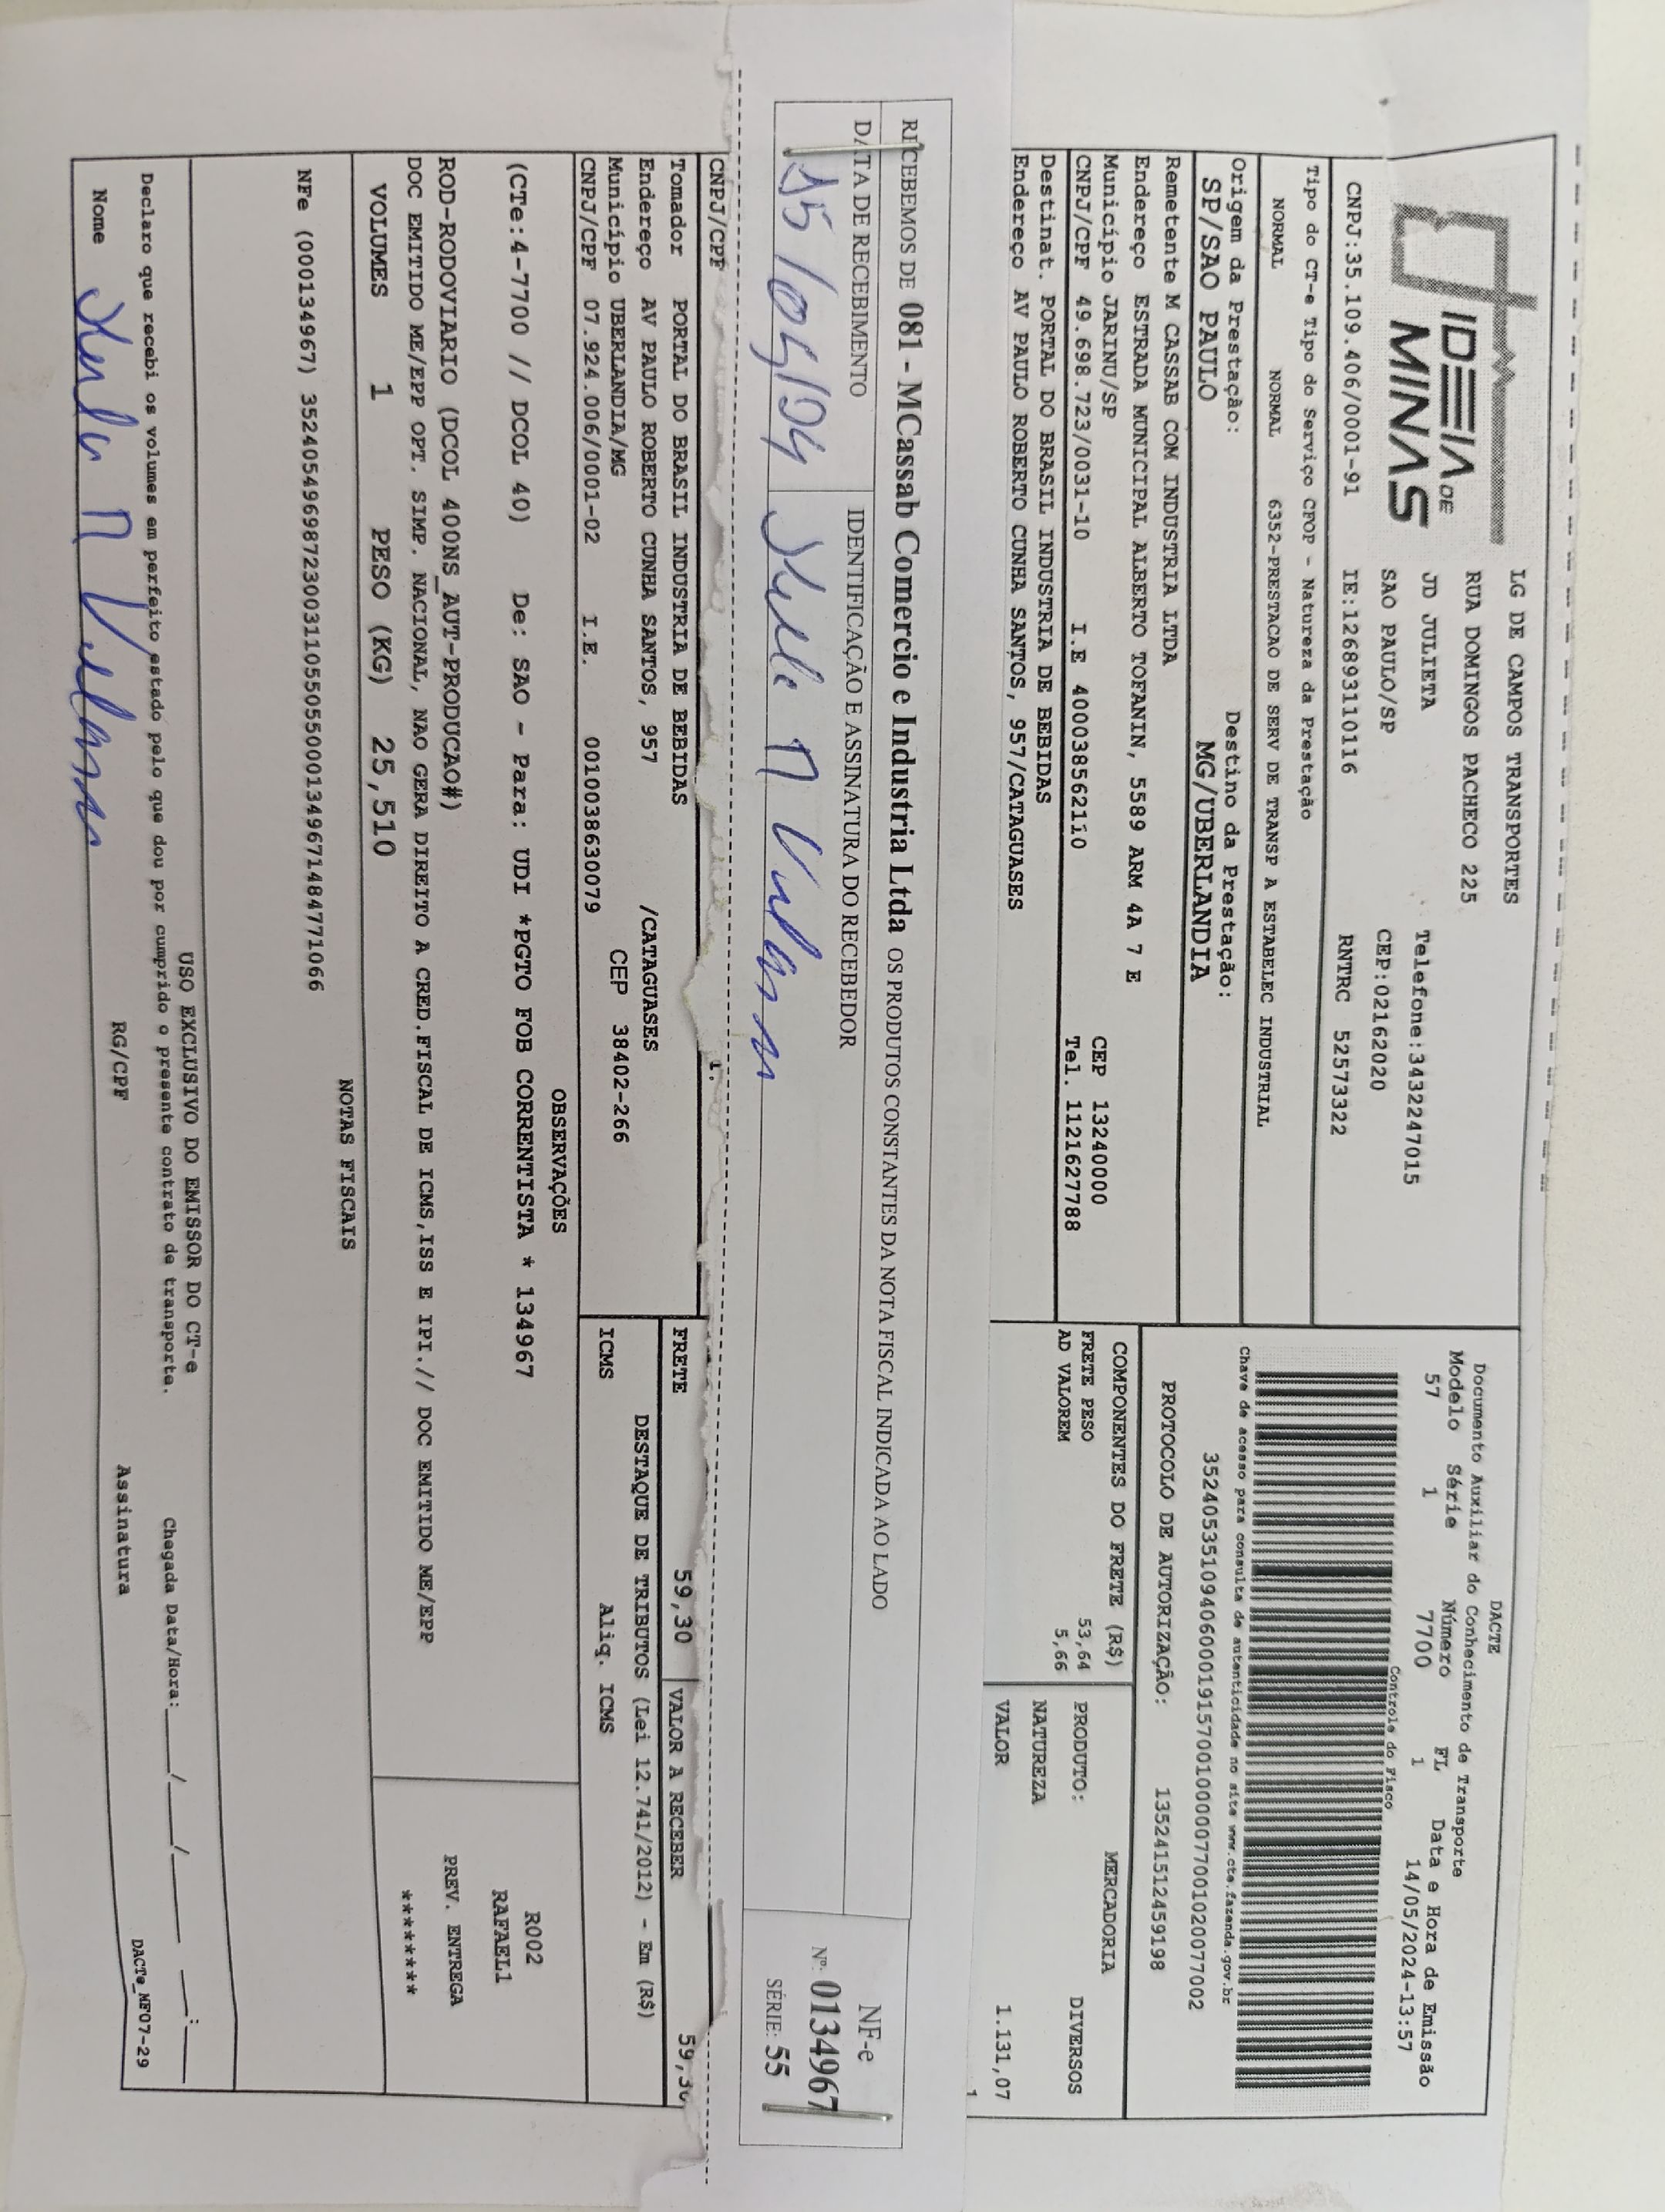 IDEIA DE
MINAS
LG DE CAMPOS TRANSPORTES
RUA DOMINGOS PACHECO 225
JD JULIETA Telefone:3432247015
SAO PAULO/SP CEP:02162020
CNPJ:35.109.406/0001-91 IE:126893110116 RNTRC 52573322
DACTE
Documento Auxiliar do Conhecimento de Transporte
Modelo Série Número FL Data e Hora de Emissão
57 1 7700 1 14/05/2024-13:57
Controle do Fisco
Chave de acesso para consulta de autenticidade no site www.cte.fazenda.gov.br
35240535109406000191570010000077001020077002
PROTOCOLO DE AUTORIZAÇÃO: 135241512459198
Tipo do CT-e Tipo do Serviço CFOP - Natureza da Prestação
NORMAL NORMAL 6352-PRESTACAO DE SERV DE TRANSP A ESTABELEC INDUSTRIAL
Origem da Prestação: Destino da Prestação:
SP/SAO PAULO MG/UBERLANDIA
Remetente M CASSAB COM INDUSTRIA LTDA
Endereço ESTRADA MUNICIPAL ALBERTO TOFANIN, 5589 ARM 4A 7 E
Município JARINU/SP CEP 13240000
CNPJ/CPF 49.698.723/0031-10 I.E 400038562110 Tel. 1121627788
Destinat. PORTAL DO BRASIL INDUSTRIA DE BEBIDAS
Endereço AV PAULO ROBERTO CUNHA SANTOS, 957/CATAGUASES
COMPONENTES DO FRETE (R$) MERCADORIA
FRETE PESO 53,64 PRODUTO: DIVERSOS
AD VALOREM 5,66
NATUREZA
VALOR 1.131,07
1
RECEBEMOS DE 081 - MCassab Comercio e Industria Ltda OS PRODUTOS CONSTANTES DA NOTA FISCAL INDICADA AO LADO
DATA DE RECEBIMENTO IDENTIFICAÇÃO E ASSINATURA DO RECEBEDOR
NF-e
Nº. 0134967
SÉRIE: 55
CNPJ/CPF
Tomador PORTAL DO BRASIL INDUSTRIA DE BEBIDAS
Endereço AV PAULO ROBERTO CUNHA SANTOS, 957 /CATAGUASES
Município UBERLANDIA/MG CEP 38402-266
CNPJ/CPF 07.924.006/0001-02 I.E. 0010038630079
FRETE 59,30 VALOR A RECEBER 59,30
DESTAQUE DE TRIBUTOS (Lei 12.741/2012) - Em (R$)
ICMS Aliq. ICMS
OBSERVAÇÕES
(CTe:4-7700 // DCOL 40) De: SAO - Para: UDI *PGTO FOB CORRENTISTA * 134967
ROD-RODOVIARIO (DCOL 400NS_AUT-PRODUCAO#)
DOC EMITIDO ME/EPP OPT. SIMP. NACIONAL, NAO GERA DIREITO A CRED.FISCAL DE ICMS,ISS E IPI.// DOC EMITIDO ME/EPP
R002
RAFAEL1
PREV. ENTREGA
********
VOLUMES 1 PESO (KG) 25,510
NOTAS FISCAIS
NFe (000134967) 35240549698723003110550550001349671484771066
USO EXCLUSIVO DO EMISSOR DO CT-e
Declaro que recebi os volumes em perfeito estado pelo que dou por cumprido o presente contrato de transporte. Chegada Data/Hora:____/____/____ ___:___
Nome RG/CPF Assinatura
DACTe_MF07-29